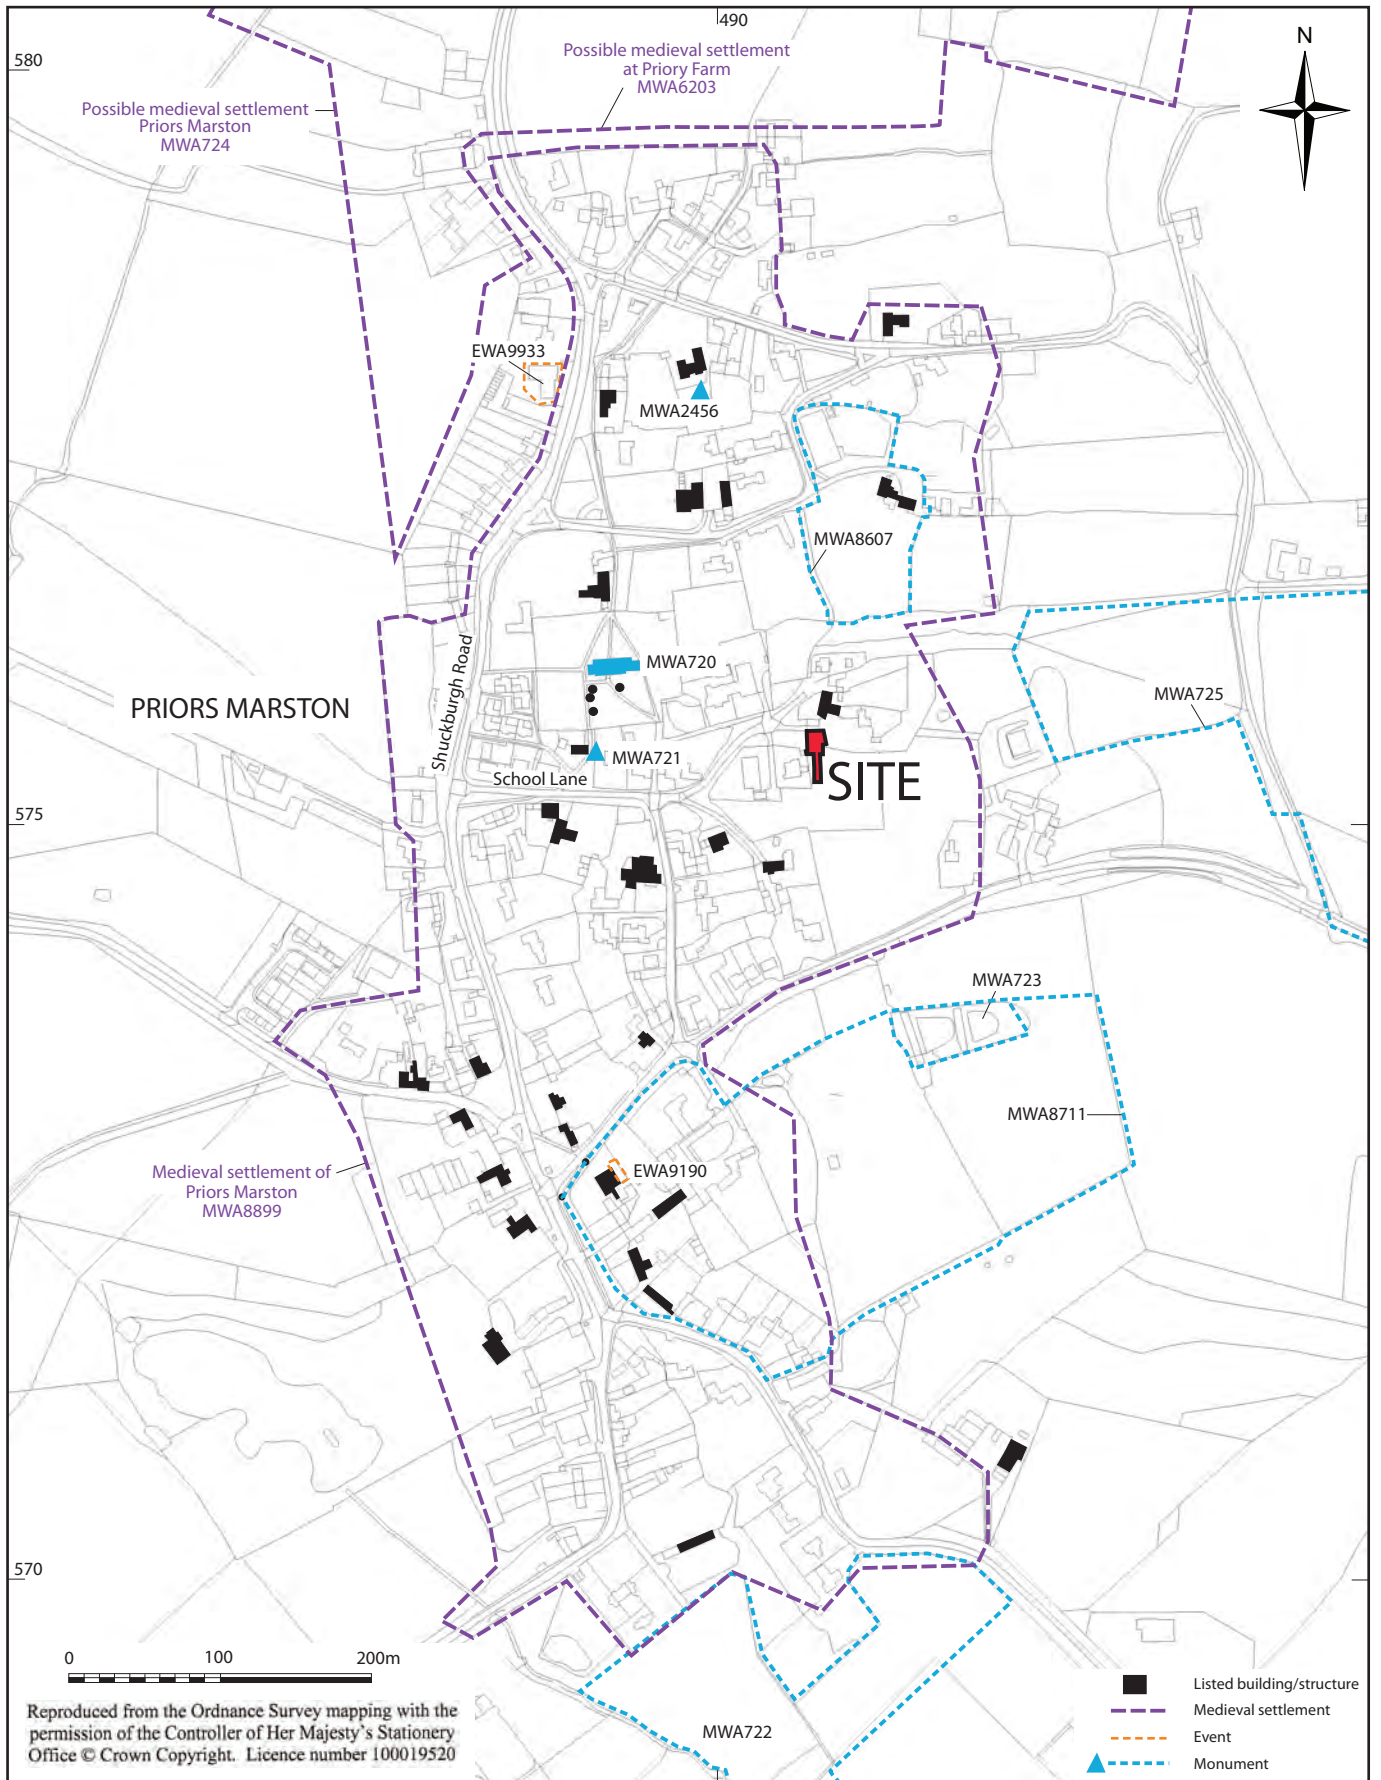 490
580
N
Possible medieval settlement
at Priory Farm
MWA6203
Possible medieval settlement
Priors Marston
MWA724
EWA9933
MWA2456
MWA8607
MWA720
MWA725
PRIORS MARSTON
Shuckburgh Road
MWA721
School Lane
SITE
575
MWA723
MWA8711
Medieval settlement of
Priors Marston
MWA8899
EWA9190
570
0 100 200m
Reproduced from the Ordnance Survey mapping with the
permission of the Controller of Her Majesty's Stationery
Office © Crown Copyright. Licence number 100019520
MWA722
Listed building/structure
Medieval settlement
Event
Monument